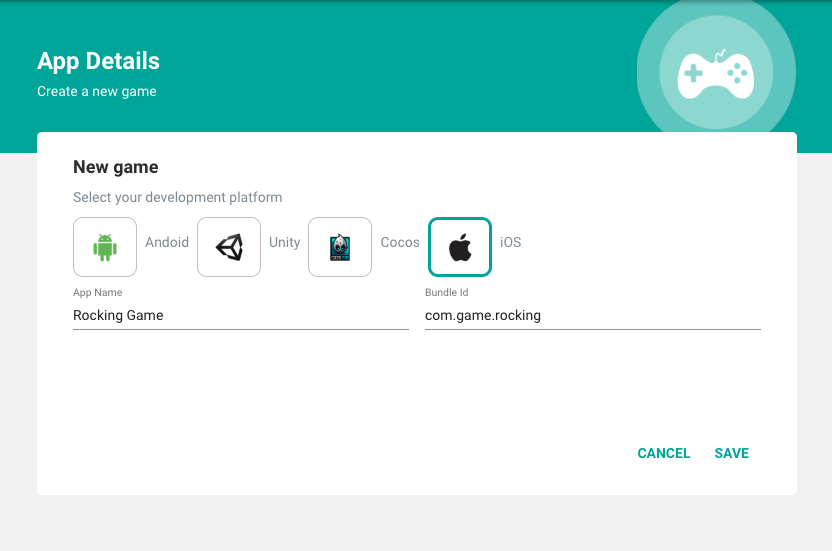 App Details
Create a new game
New game
Select your development platform
Andoid Unity Cocos iOS
App Name Bundle Id
Rocking Game com.game.rocking
CANCEL SAVE